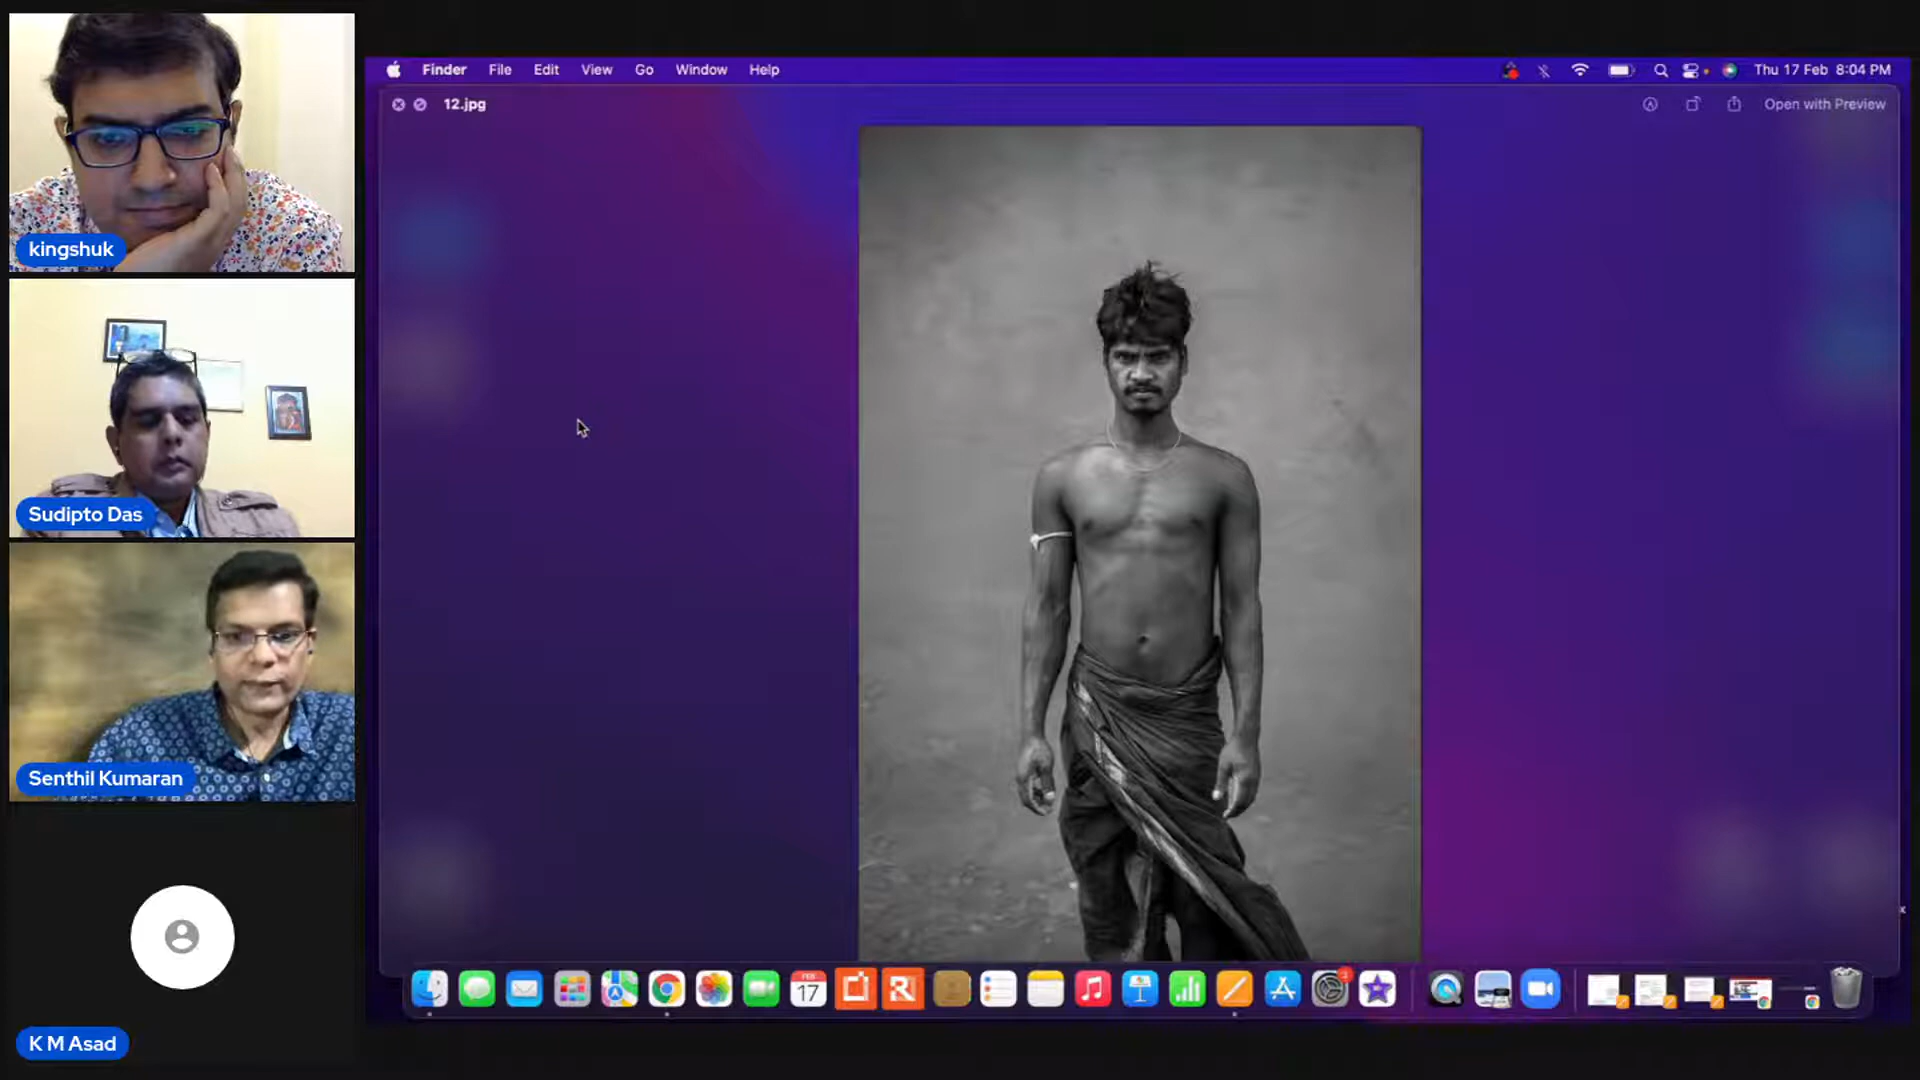 kingshuk
Sudipto Das
Senthil Kumaran
K M Asad
Finder File Edit View Go Window Help
Thu 17 Feb 8:04 PM
12.jpg
Open with Preview
FEB
17